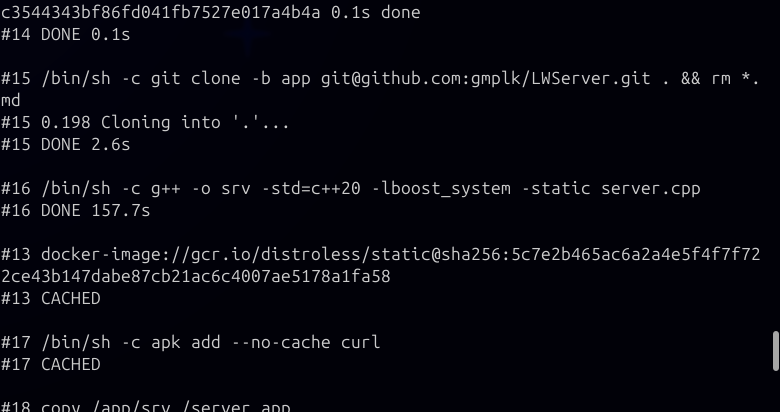 c3544343bf86fd041fb7527e017a4b4a 0.1s done
#14 DONE 0.1s
#15 /bin/sh -c git clone -b app git@github.com:gmplk/LWServer.git . && rm *.
md
#15 0.198 Cloning into '.'...
#15 DONE 2.6s
#16 /bin/sh -c g++ -o srv -std=c++20 -lboost_system -static server.cpp
#16 DONE 157.7s
#13 docker-image://gcr.io/distroless/static@sha256:5c7e2b465ac6a2a4e5f4f7f72
2ce43b147dabe87cb21ac6c4007ae5178a1fa58
#13 CACHED
#17 /bin/sh -c apk add --no-cache curl
#17 CACHED
#18 copy /app/srv /server app